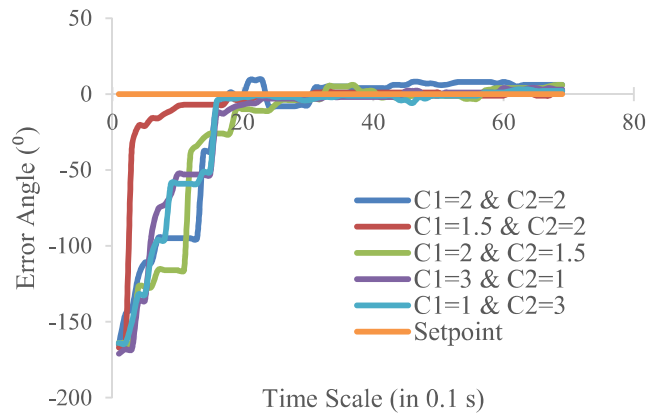 50
0
0 20 40 60 80
-50
-100
-150
-200
Error Angle (⁰)
Time Scale (in 0.1 s)
C1=2 & C2=2
C1=1.5 & C2=2
C1=2 & C2=1.5
C1=3 & C2=1
C1=1 & C2=3
Setpoint